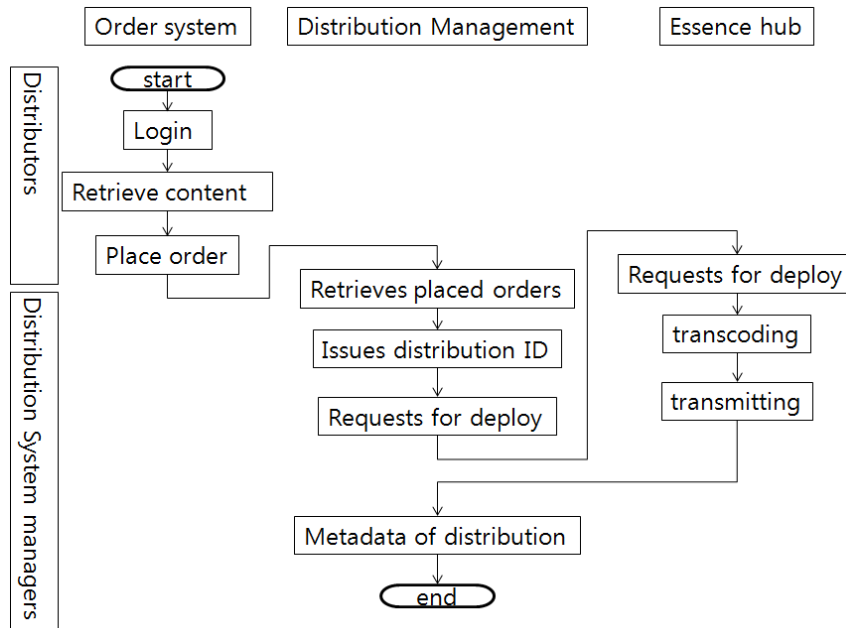 Order system
Distribution Management
Essence hub
Distributors
start
Login
Retrieve content
Place order
Distribution System managers
Retrieves placed orders
Issues distribution ID
Requests for deploy
Requests for deploy
transcoding
transmitting
Metadada of distribution
end